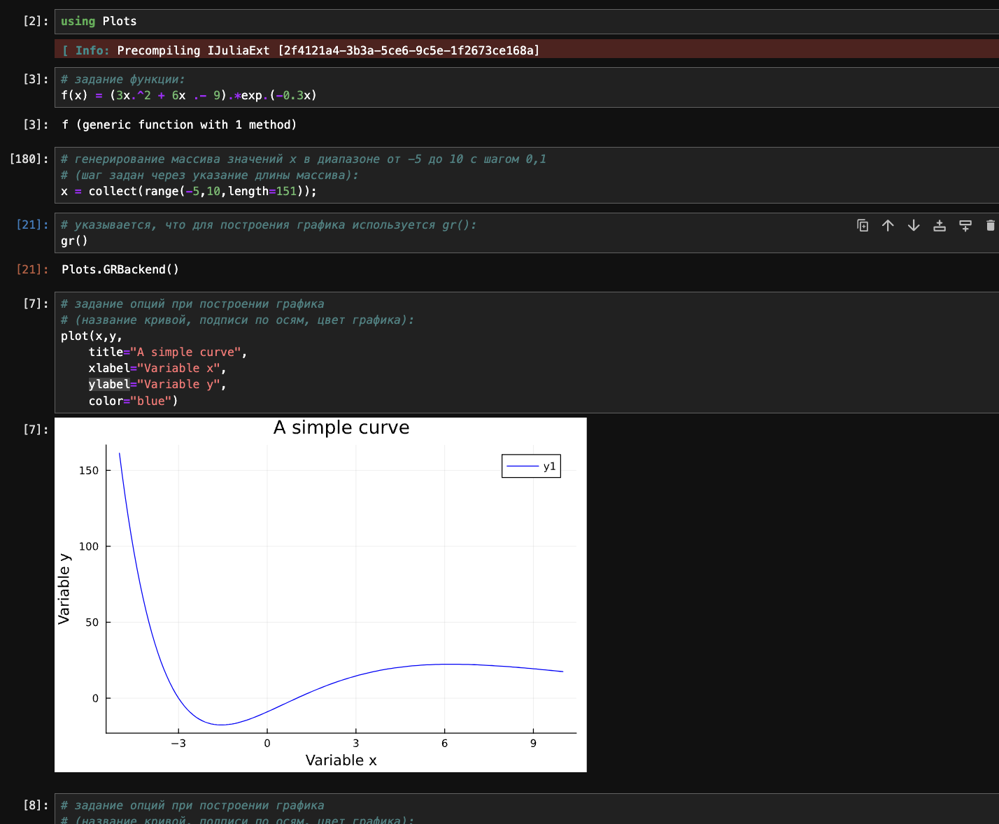 [2]: using Plots
[ Info: Precompiling IJuliaExt [2f4121a4-3b3a-5ce6-9c5e-1f2673ce168a]
[3]: # задание функции:
f(x) = (3x.^2 + 6x .- 9).*exp.(-0.3x)
[3]: f (generic function with 1 method)
[180]: # генерирование массива значений x в диапазоне от -5 до 10 с шагом 0,1
# (шаг задан через указание длины массива):
x = collect(range(-5,10,length=151));
[21]: # указывается, что для построения графика используется gr():
gr()
[21]: Plots.GRBackend()
[7]: # задание опций при построении графика
# (название кривой, подписи по осям, цвет графика):
plot(x,y,
title="A simple curve",
xlabel="Variable x",
ylabel="Variable y",
color="blue")
[7]:
A simple curve
y1
150
100
50
0
Variable y
-3 0 3 6 9
Variable x
[8]: # задание опций при построении графика
# (название кривой, подписи по осям, цвет графика):